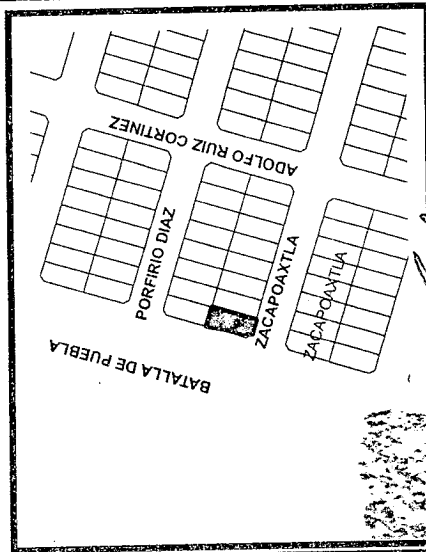 ADOLFO RUIZ CORTINEZ
PORFIRIO DIAZ
ZACAPOAXTLA
ZACAPOAXTLA
BATALLA DE PUEBLA